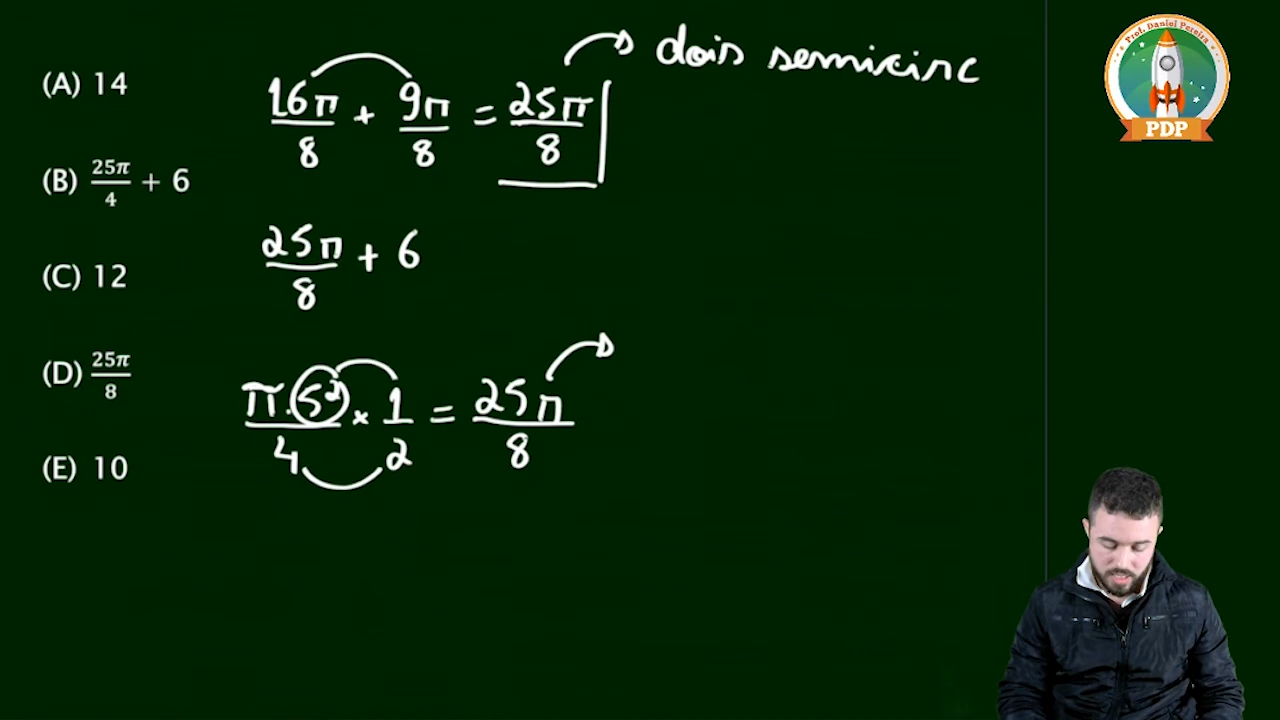 (A) 14
(B) 25π/4 + 6
(C) 12
(D) 25π/8
(E) 10
16π/8 + 9π/8 = 25π/8 → dois semicirc
25π/8 + 6
π.5²/4 × 1/2 = 25π/8 →
Prof. Daniel Pereira
PDP